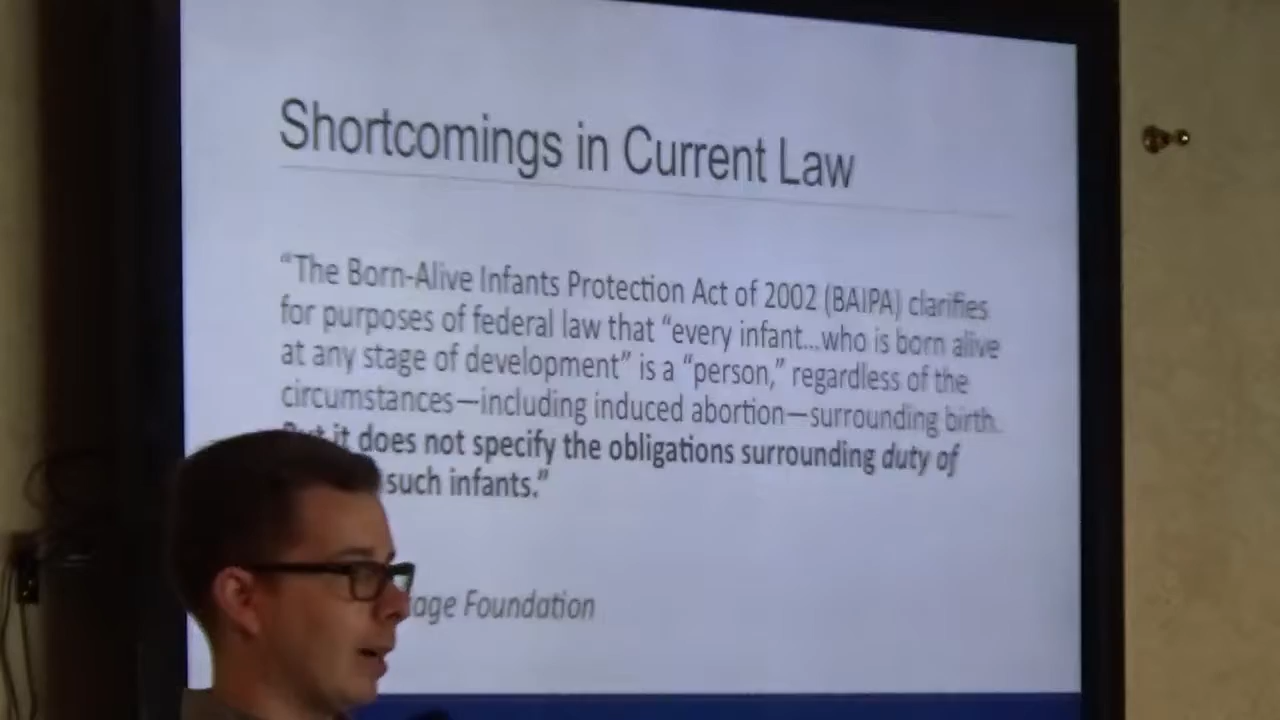 Shortcomings in Current Law
“The Born-Alive Infants Protection Act of 2002 (BAIPA) clarifies
for purposes of federal law that “every infant...who is born alive
at any stage of development” is a “person,” regardless of the
circumstances—including induced abortion—surrounding birth.
it does not specify the obligations surrounding duty of
such infants.”
Foundation